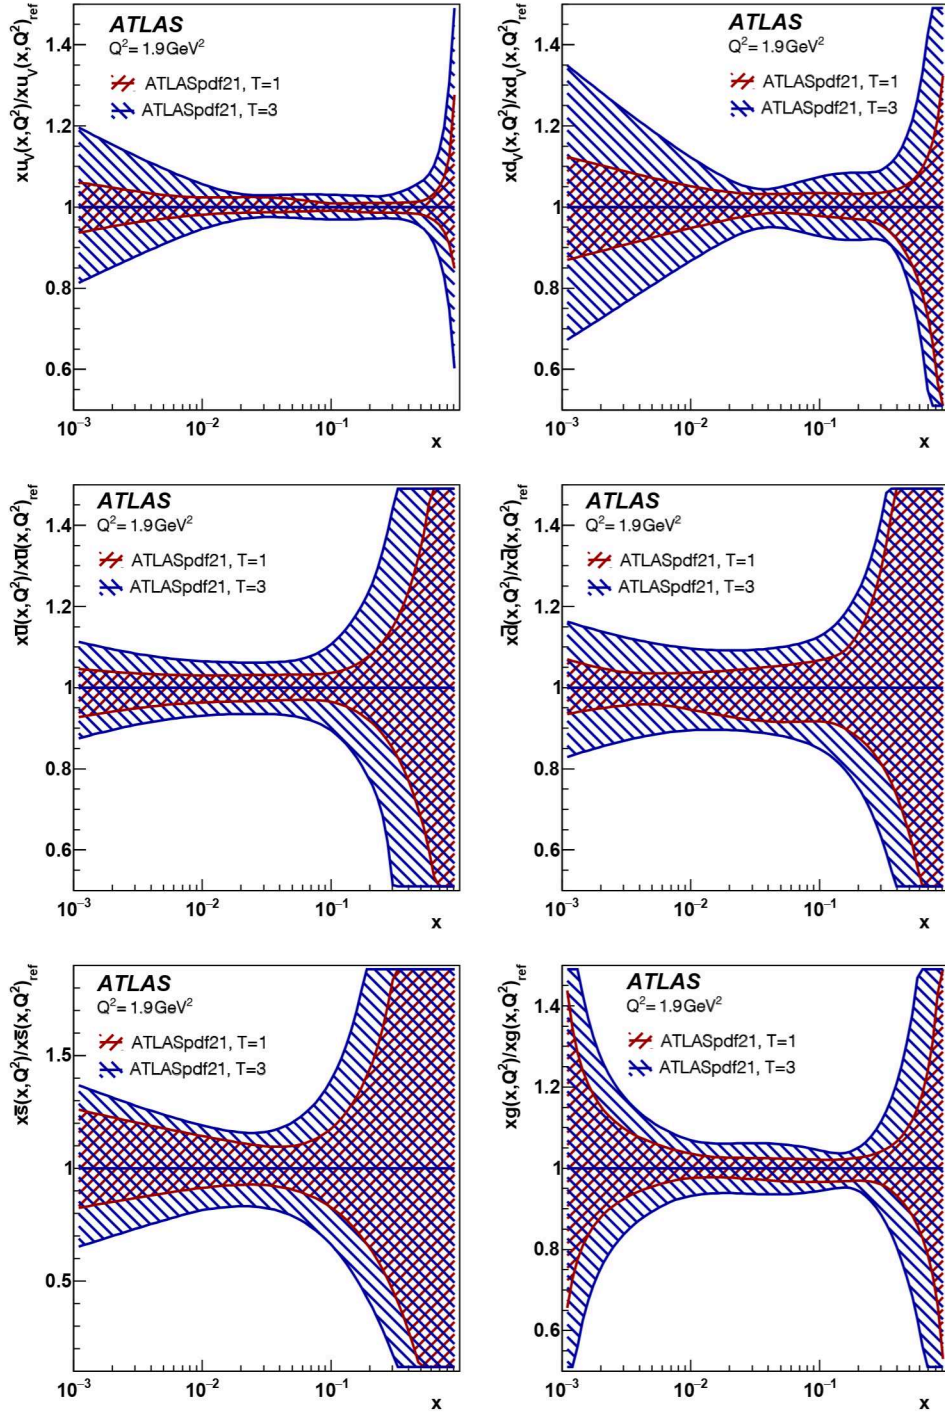 xu_V(x,Q²)/xu_V(x,Q²)_ref
ATLAS
Q²= 1.9GeV²
ATLASpdf21, T=1
ATLASpdf21, T=3
1.4
1.2
1
0.8
0.6
10⁻³ 10⁻² 10⁻¹
x
xd_V(x,Q²)/xd_V(x,Q²)_ref
ATLAS
Q²= 1.9GeV²
ATLASpdf21, T=1
ATLASpdf21, T=3
1.4
1.2
1
0.8
0.6
10⁻³ 10⁻² 10⁻¹
x
xu̅(x,Q²)/xu̅(x,Q²)_ref
ATLAS
Q²= 1.9GeV²
ATLASpdf21, T=1
ATLASpdf21, T=3
1.4
1.2
1
0.8
0.6
10⁻³ 10⁻² 10⁻¹
x
xd̅(x,Q²)/xd̅(x,Q²)_ref
ATLAS
Q²= 1.9GeV²
ATLASpdf21, T=1
ATLASpdf21, T=3
1.4
1.2
1
0.8
0.6
10⁻³ 10⁻² 10⁻¹
x
xs̅(x,Q²)/xs̅(x,Q²)_ref
ATLAS
Q²= 1.9GeV²
ATLASpdf21, T=1
ATLASpdf21, T=3
1.5
1
0.5
10⁻³ 10⁻² 10⁻¹
x
xg(x,Q²)/xg(x,Q²)_ref
ATLAS
Q²= 1.9GeV²
ATLASpdf21, T=1
ATLASpdf21, T=3
1.4
1.2
1
0.8
0.6
10⁻³ 10⁻² 10⁻¹
x